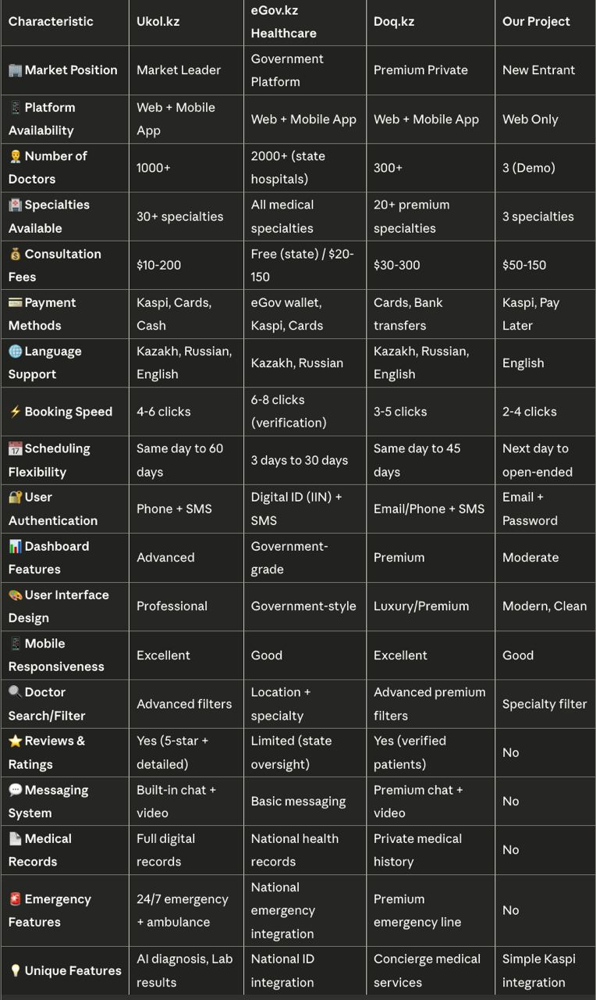 Characteristic | Ukol.kz | eGov.kz Healthcare | Doq.kz | Our Project
🏢 Market Position | Market Leader | Government Platform | Premium Private | New Entrant
📱 Platform Availability | Web + Mobile App | Web + Mobile App | Web + Mobile App | Web Only
👨‍⚕️ Number of Doctors | 1000+ | 2000+ (state hospitals) | 300+ | 3 (Demo)
🏥 Specialties Available | 30+ specialties | All medical specialties | 20+ premium specialties | 3 specialties
💰 Consultation Fees | $10-200 | Free (state) / $20-150 | $30-300 | $50-150
💳 Payment Methods | Kaspi, Cards, Cash | eGov wallet, Kaspi, Cards | Cards, Bank transfers | Kaspi, Pay Later
🌐 Language Support | Kazakh, Russian, English | Kazakh, Russian | Kazakh, Russian, English | English
⚡ Booking Speed | 4-6 clicks | 6-8 clicks (verification) | 3-5 clicks | 2-4 clicks
📅 Scheduling Flexibility | Same day to 60 days | 3 days to 30 days | Same day to 45 days | Next day to open-ended
🔐 User Authentication | Phone + SMS | Digital ID (IIN) + SMS | Email/Phone + SMS | Email + Password
📊 Dashboard Features | Advanced | Government-grade | Premium | Moderate
🎨 User Interface Design | Professional | Government-style | Luxury/Premium | Modern, Clean
📱 Mobile Responsiveness | Excellent | Good | Excellent | Good
🔍 Doctor Search/Filter | Advanced filters | Location + specialty | Advanced premium filters | Specialty filter
⭐ Reviews & Ratings | Yes (5-star + detailed) | Limited (state oversight) | Yes (verified patients) | No
💬 Messaging System | Built-in chat + video | Basic messaging | Premium chat + video | No
📄 Medical Records | Full digital records | National health records | Private medical history | No
🚨 Emergency Features | 24/7 emergency + ambulance | National emergency integration | Premium emergency line | No
💡 Unique Features | AI diagnosis, Lab results | National ID integration | Concierge medical services | Simple Kaspi integration